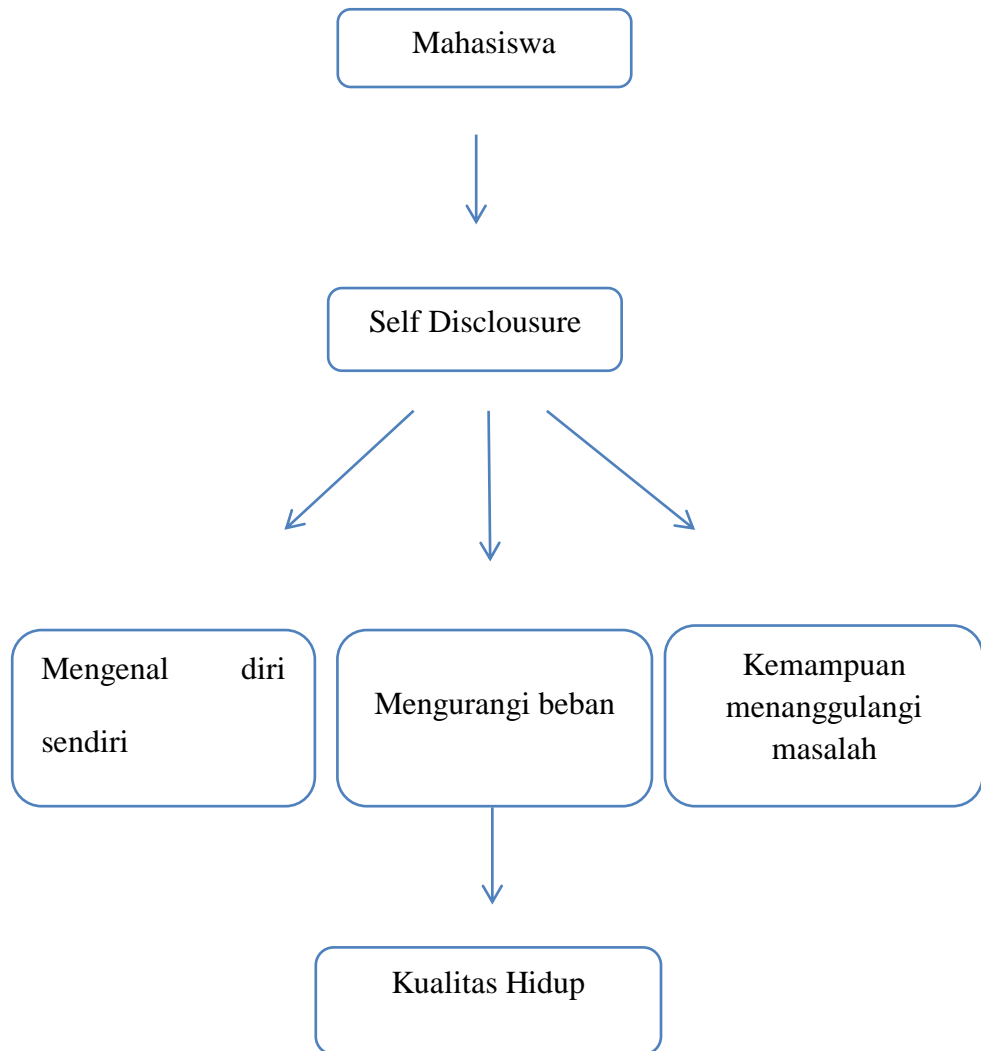 Mahasiswa
Self Disclousure
Mengenal diri
sendiri
Mengurangi beban
Kemampuan
menanggulangi
masalah
Kualitas Hidup